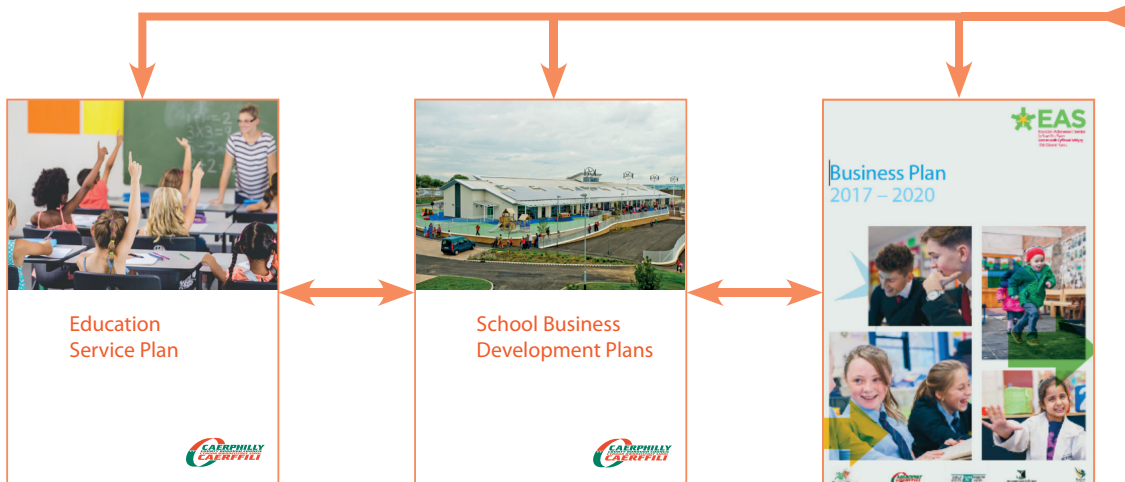 Education
Service Plan
CAERPHILLY
CAERFFILI
School Business
Development Plans
CAERPHILLY
CAERFFILI
EAS
Business Plan
2017 – 2020